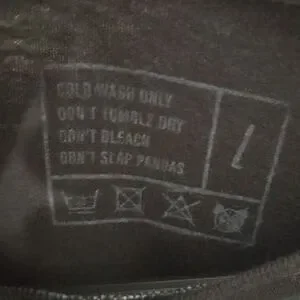 COLD WASH ONLY
DON'T TUMBLE DRY
DON'T BLEACH
DON'T SLAP PANDAS
L